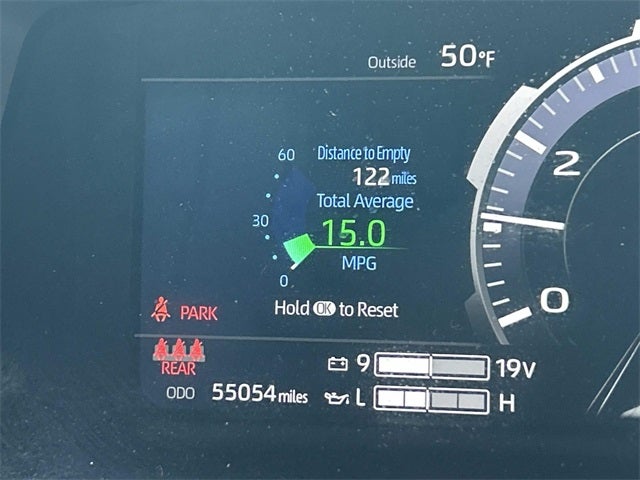 Outside 50°F
60 Distance to Empty
122 miles
Total Average
30 15.0
MPG
0
Hold OK to Reset
PARK
REAR
ODO 55054 miles
9 19V
L H
2
0